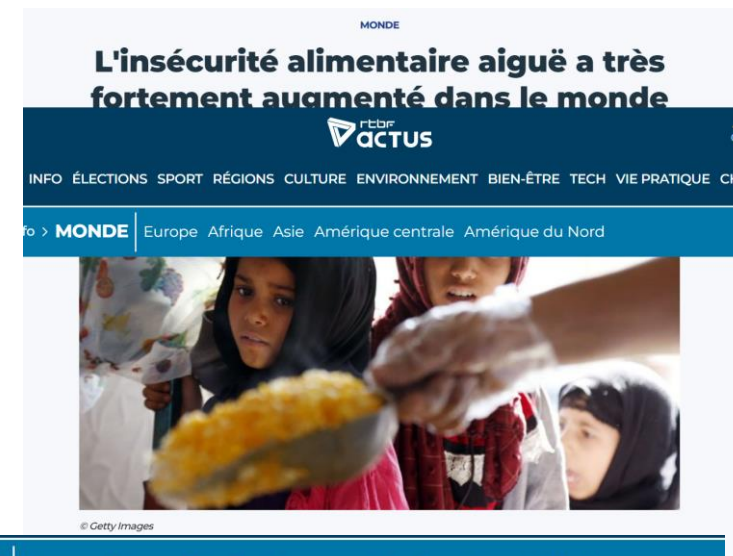 MONDE
L'insécurité alimentaire aiguë a très
fortement augmenté dans le monde
rtbf
actus
INFO ÉLECTIONS SPORT RÉGIONS CULTURE ENVIRONNEMENT BIEN-ÊTRE TECH VIE PRATIQUE
fo > MONDE Europe Afrique Asie Amérique centrale Amérique du Nord
© Getty Images